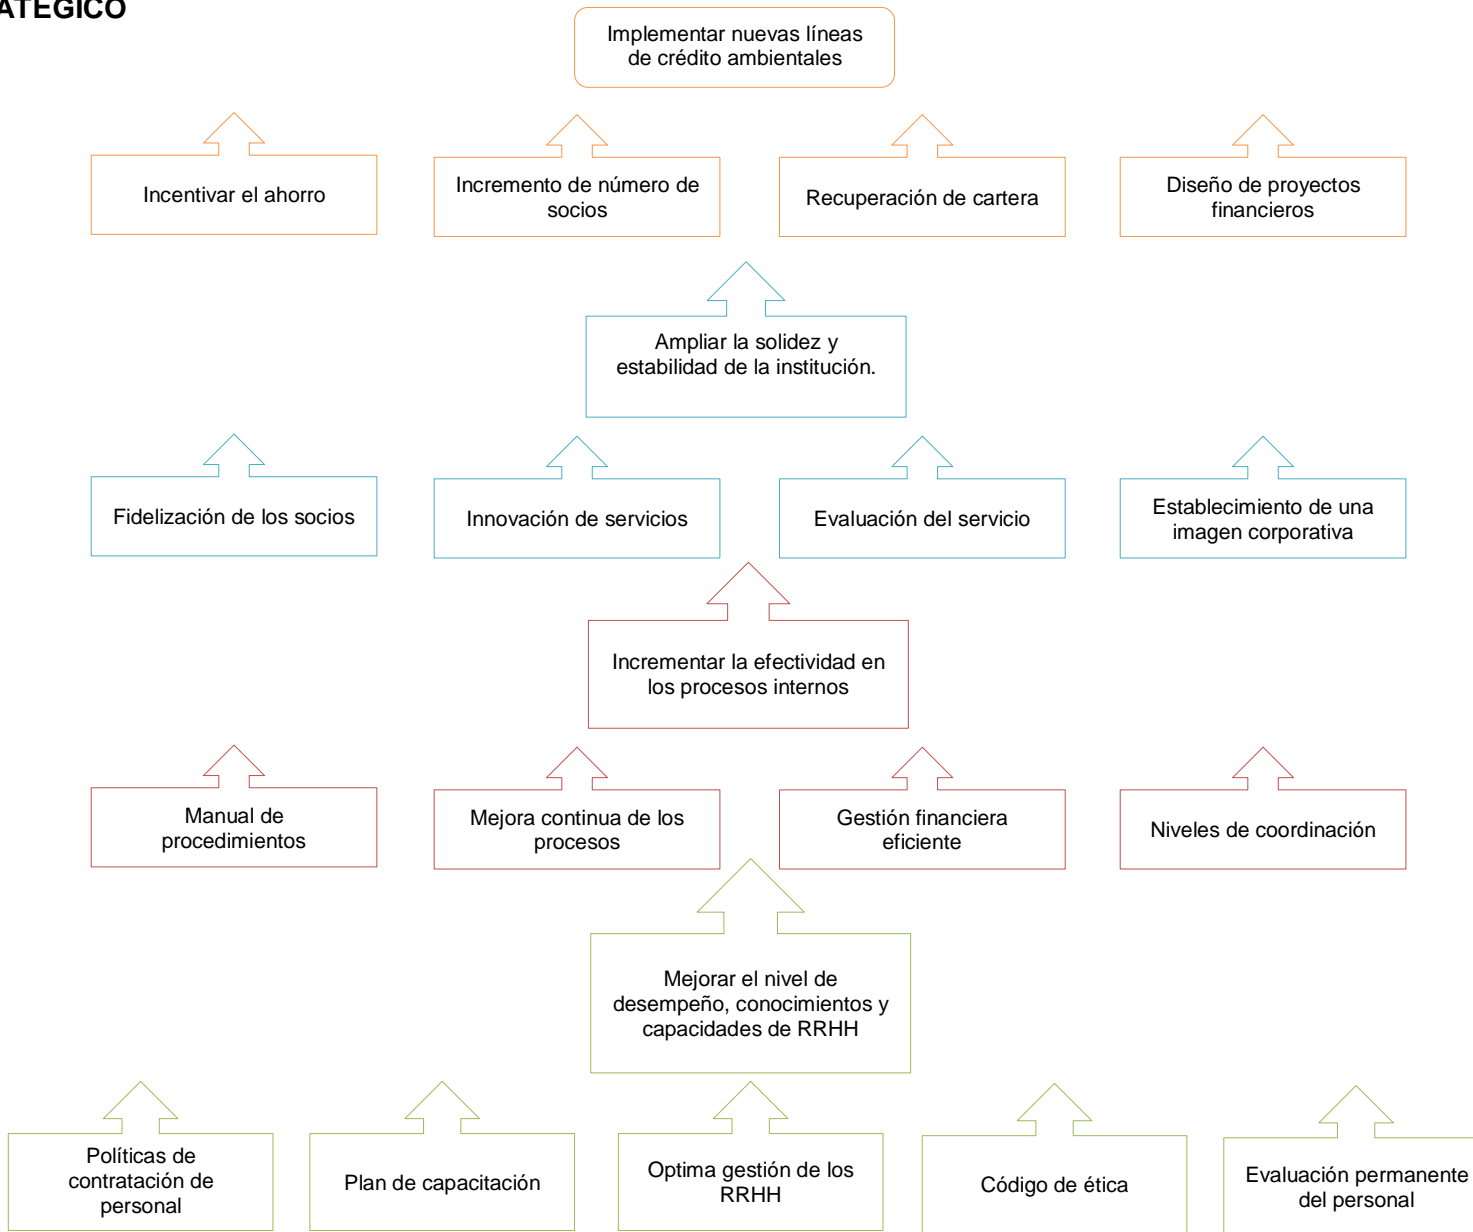 ATÉGICO
Implementar nuevas líneas
de crédito ambientales
Incentivar el ahorro
Incremento de número de
socios
Recuperación de cartera
Diseño de proyectos
financieros
Ampliar la solidez y
estabilidad de la institución.
Fidelización de los socios
Innovación de servicios
Evaluación del servicio
Establecimiento de una
imagen corporativa
Incrementar la efectividad en
los procesos internos
Manual de
procedimientos
Mejora continua de los
procesos
Gestión financiera
eficiente
Niveles de coordinación
Mejorar el nivel de
desempeño, conocimientos y
capacidades de RRHH
Políticas de
contratación de
personal
Plan de capacitación
Optima gestión de los
RRHH
Código de ética
Evaluación permanente
del personal